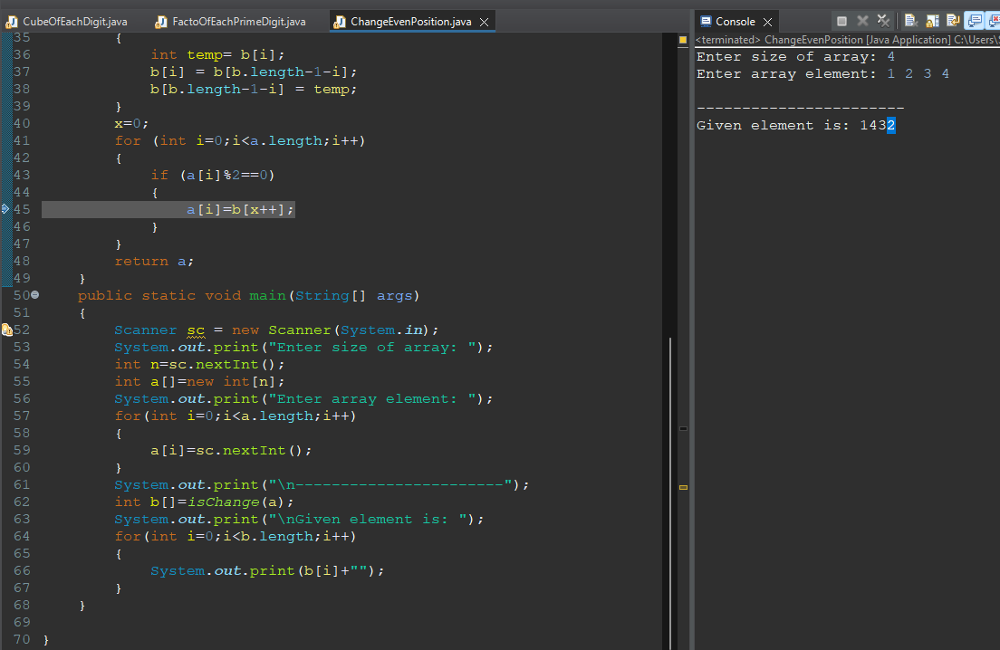 CubeOfEachDigit.java FactoOfEachPrimeDigit.java ChangeEvenPosition.java
35 {
36 int temp= b[i];
37 b[i] = b[b.length-1-i];
38 b[b.length-1-i] = temp;
39 }
40 x=0;
41 for (int i=0;i<a.length;i++)
42 {
43 if (a[i]%2==0)
44 {
45 a[i]=b[x++];
46 }
47 }
48 return a;
49 }
50 public static void main(String[] args)
51 {
52 Scanner sc = new Scanner(System.in);
53 System.out.print("Enter size of array: ");
54 int n=sc.nextInt();
55 int a[]=new int[n];
56 System.out.print("Enter array element: ");
57 for(int i=0;i<a.length;i++)
58 {
59 a[i]=sc.nextInt();
60 }
61 System.out.print("\n-----------------------");
62 int b[]=isChange(a);
63 System.out.print("\nGiven element is: ");
64 for(int i=0;i<b.length;i++)
65 {
66 System.out.print(b[i]+"");
67 }
68 }
69
70 }
Console
<terminated> ChangeEvenPosition [Java Application] C:\Users\
Enter size of array: 4
Enter array element: 1 2 3 4
-----------------------
Given element is: 1432